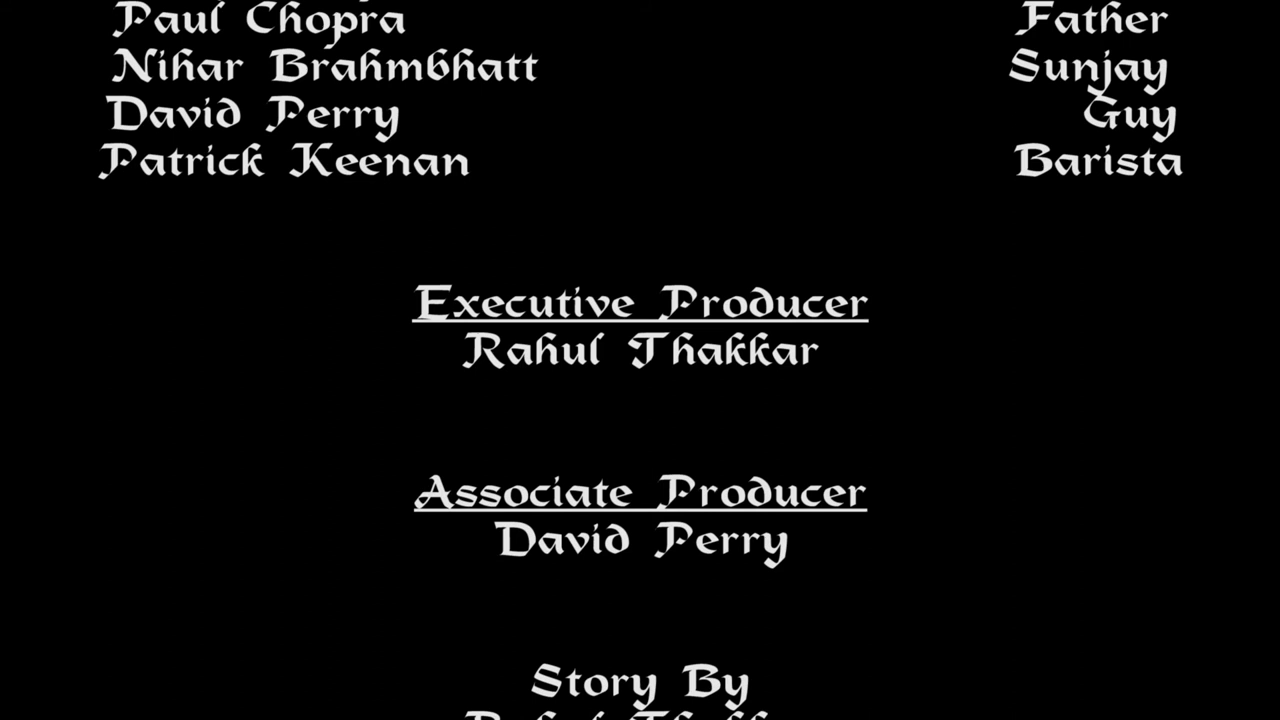 Paul Chopra Father
Nihar Brahmbhatt Sunjay
David Perry Guy
Patrick Keenan Barista
Executive Producer
Rahul Thakkar
Associate Producer
David Perry
Story By